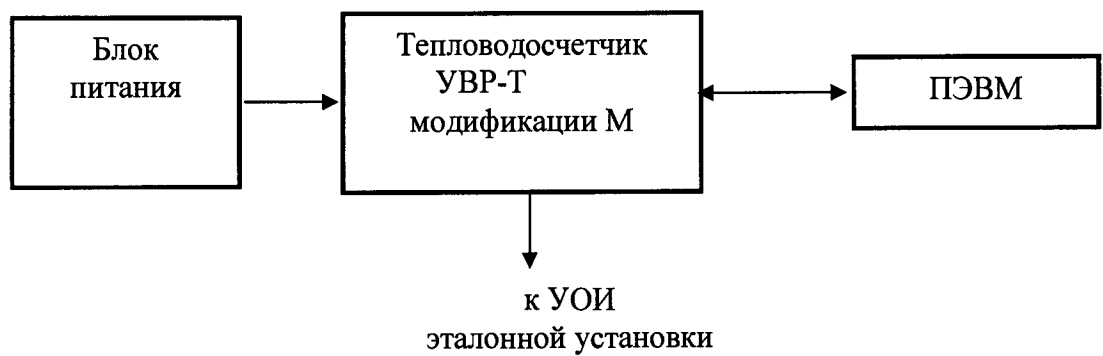 Блок
питания
Тепловодосчетчик
УВР-Т
модификации М
ПЭВМ
к УОИ
эталонной установки